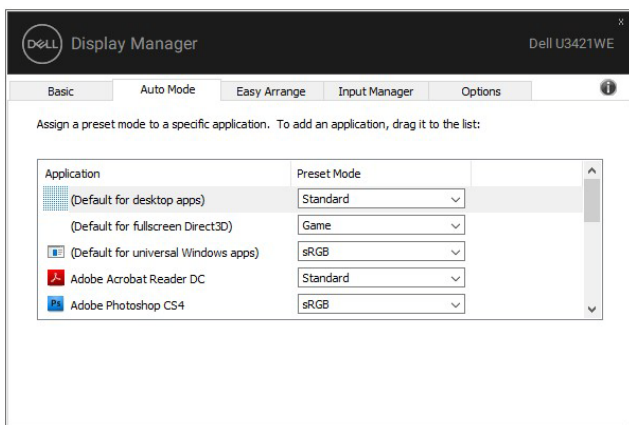 x
DELL Display Manager Dell U3421WE
Basic Auto Mode Easy Arrange Input Manager Options i
Assign a preset mode to a specific application. To add an application, drag it to the list:
Application Preset Mode
(Default for desktop apps) Standard
(Default for fullscreen Direct3D) Game
(Default for universal Windows apps) sRGB
Adobe Acrobat Reader DC Standard
Ps Adobe Photoshop CS4 sRGB